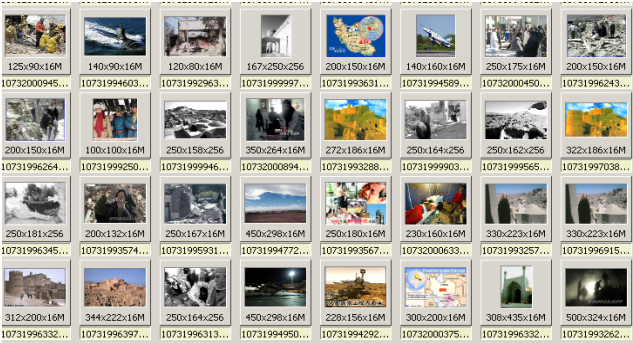 125x90x16M 140x90x16M 120x80x16M 167x250x256 200x150x16M 140x160x16M 250x175x16M 200x150x16M
10732000945... 10731994603... 10731992963... 10731999997... 10731993631... 10731994589... 10732000450... 10731996243...
200x150x16M 100x100x16M 250x158x256 350x264x16M 272x186x16M 250x164x256 250x162x256 322x186x16M
10731996264... 10731999250... 10731999946... 10732000894... 10731993288... 10731999903... 10731999565... 10731997038...
250x181x256 200x132x16M 250x167x16M 450x298x16M 250x180x16M 230x160x16M 330x223x16M 330x223x16M
10731996345... 10731993574... 10731995931... 10731994772... 10731993567... 10732000633... 10731993257... 10731996915...
312x200x16M 344x222x16M 250x164x256 450x298x16M 228x156x16M 300x200x16M 308x435x16M 500x324x16M
10731996332... 10731996397... 10731996313... 10731994950... 10731994292... 10732000375... 10731996332... 10731993262...